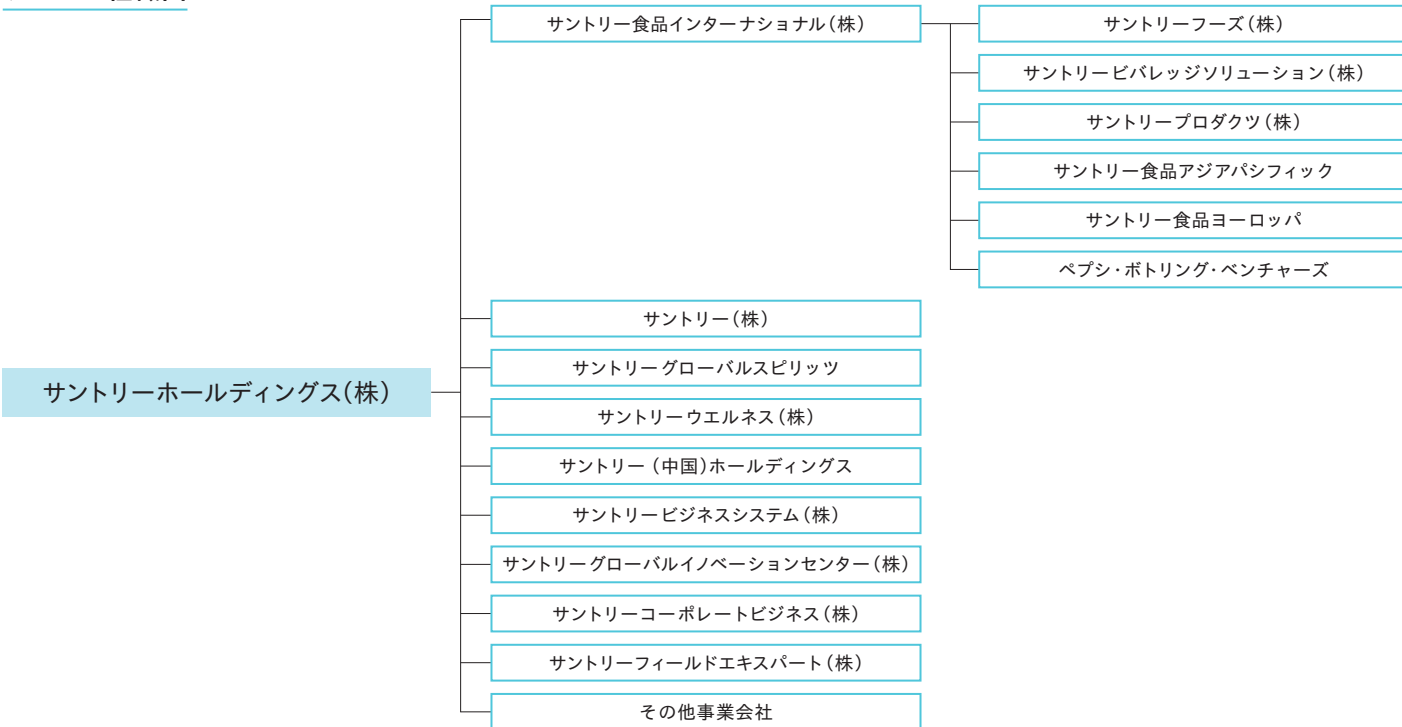 サントリー食品インターナショナル(株)
サントリーフーズ(株)
サントリービバレッジソリューション(株)
サントリープロダクツ(株)
サントリー食品アジアパシフィック
サントリー食品ヨーロッパ
ペプシ・ボトリング・ベンチャーズ
サントリーホールディングス(株)
サントリー(株)
サントリーグローバルスピリッツ
サントリーウエルネス(株)
サントリー(中国)ホールディングス
サントリービジネスシステム(株)
サントリーグローバルイノベーションセンター(株)
サントリーコーポレートビジネス(株)
サントリーフィールドエキスパート(株)
その他事業会社